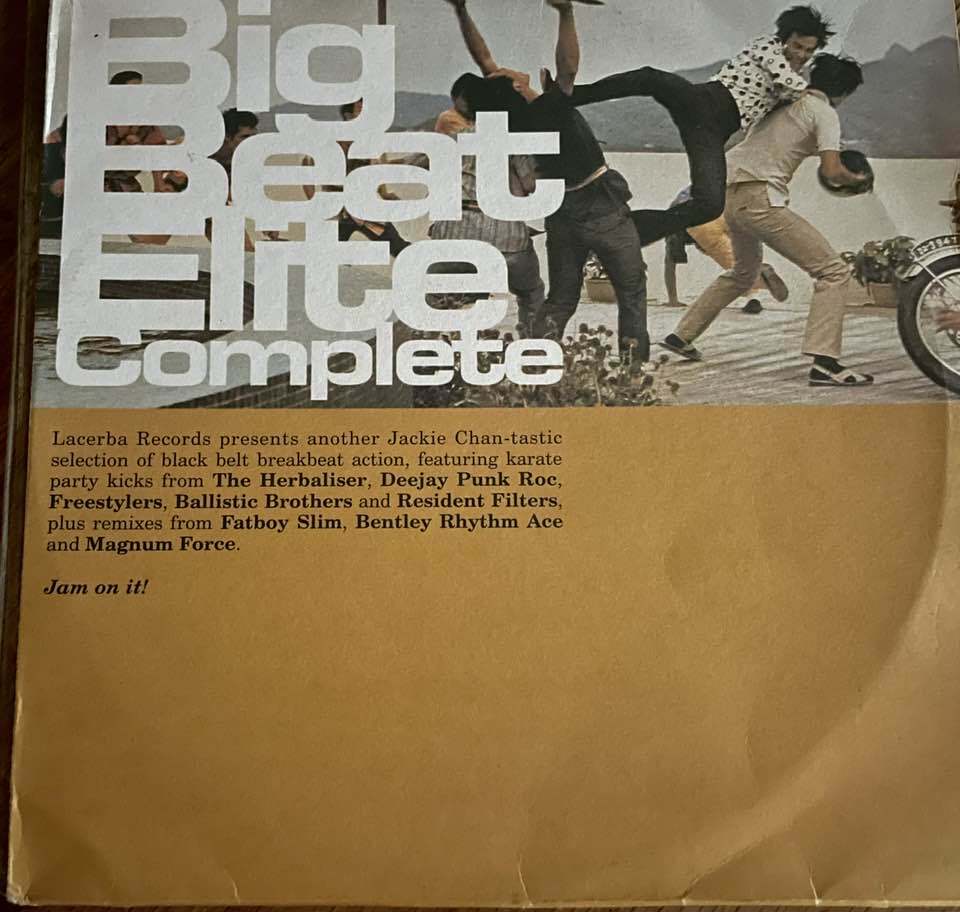 Big
Beat
Elite
Complete
Lacerba Records presents another Jackie Chan-tastic
selection of black belt breakbeat action, featuring karate
party kicks from The Herbaliser, Deejay Punk Roc,
Freestylers, Ballistic Brothers and Resident Filters,
plus remixes from Fatboy Slim, Bentley Rhythm Ace
and Magnum Force.
Jam on it!